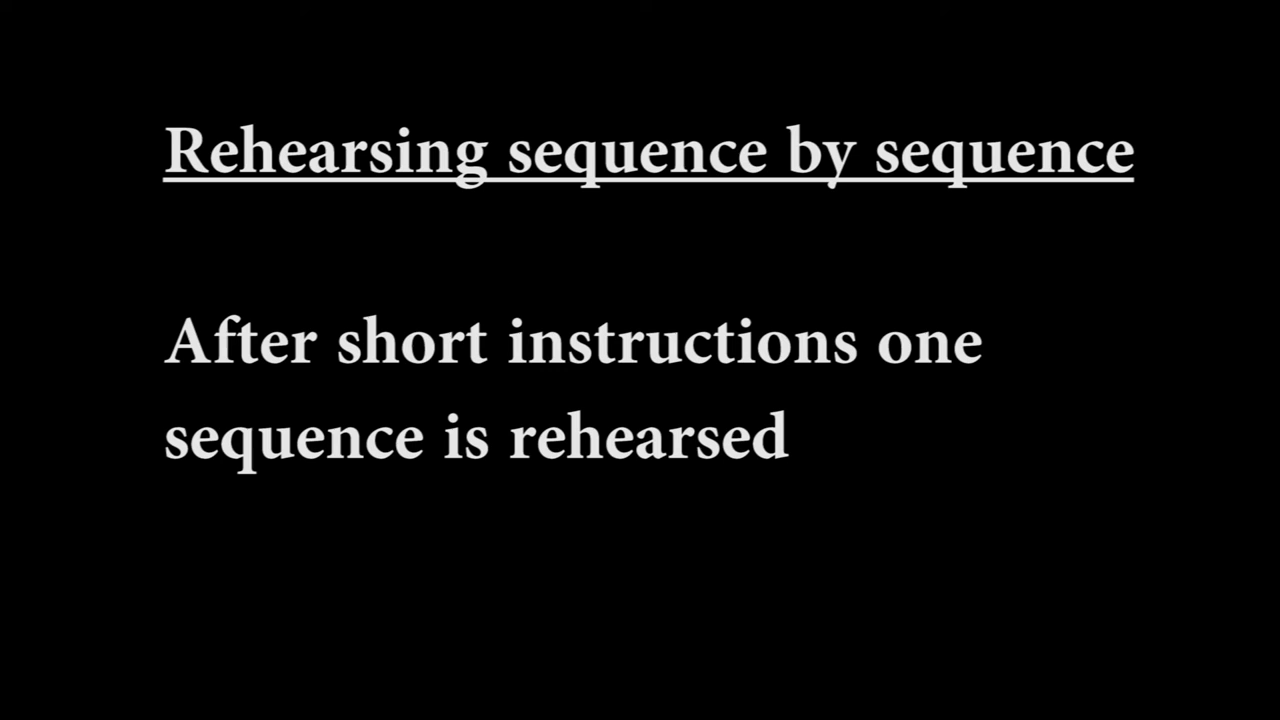 Rehearsing sequence by sequence
After short instructions one
sequence is rehearsed